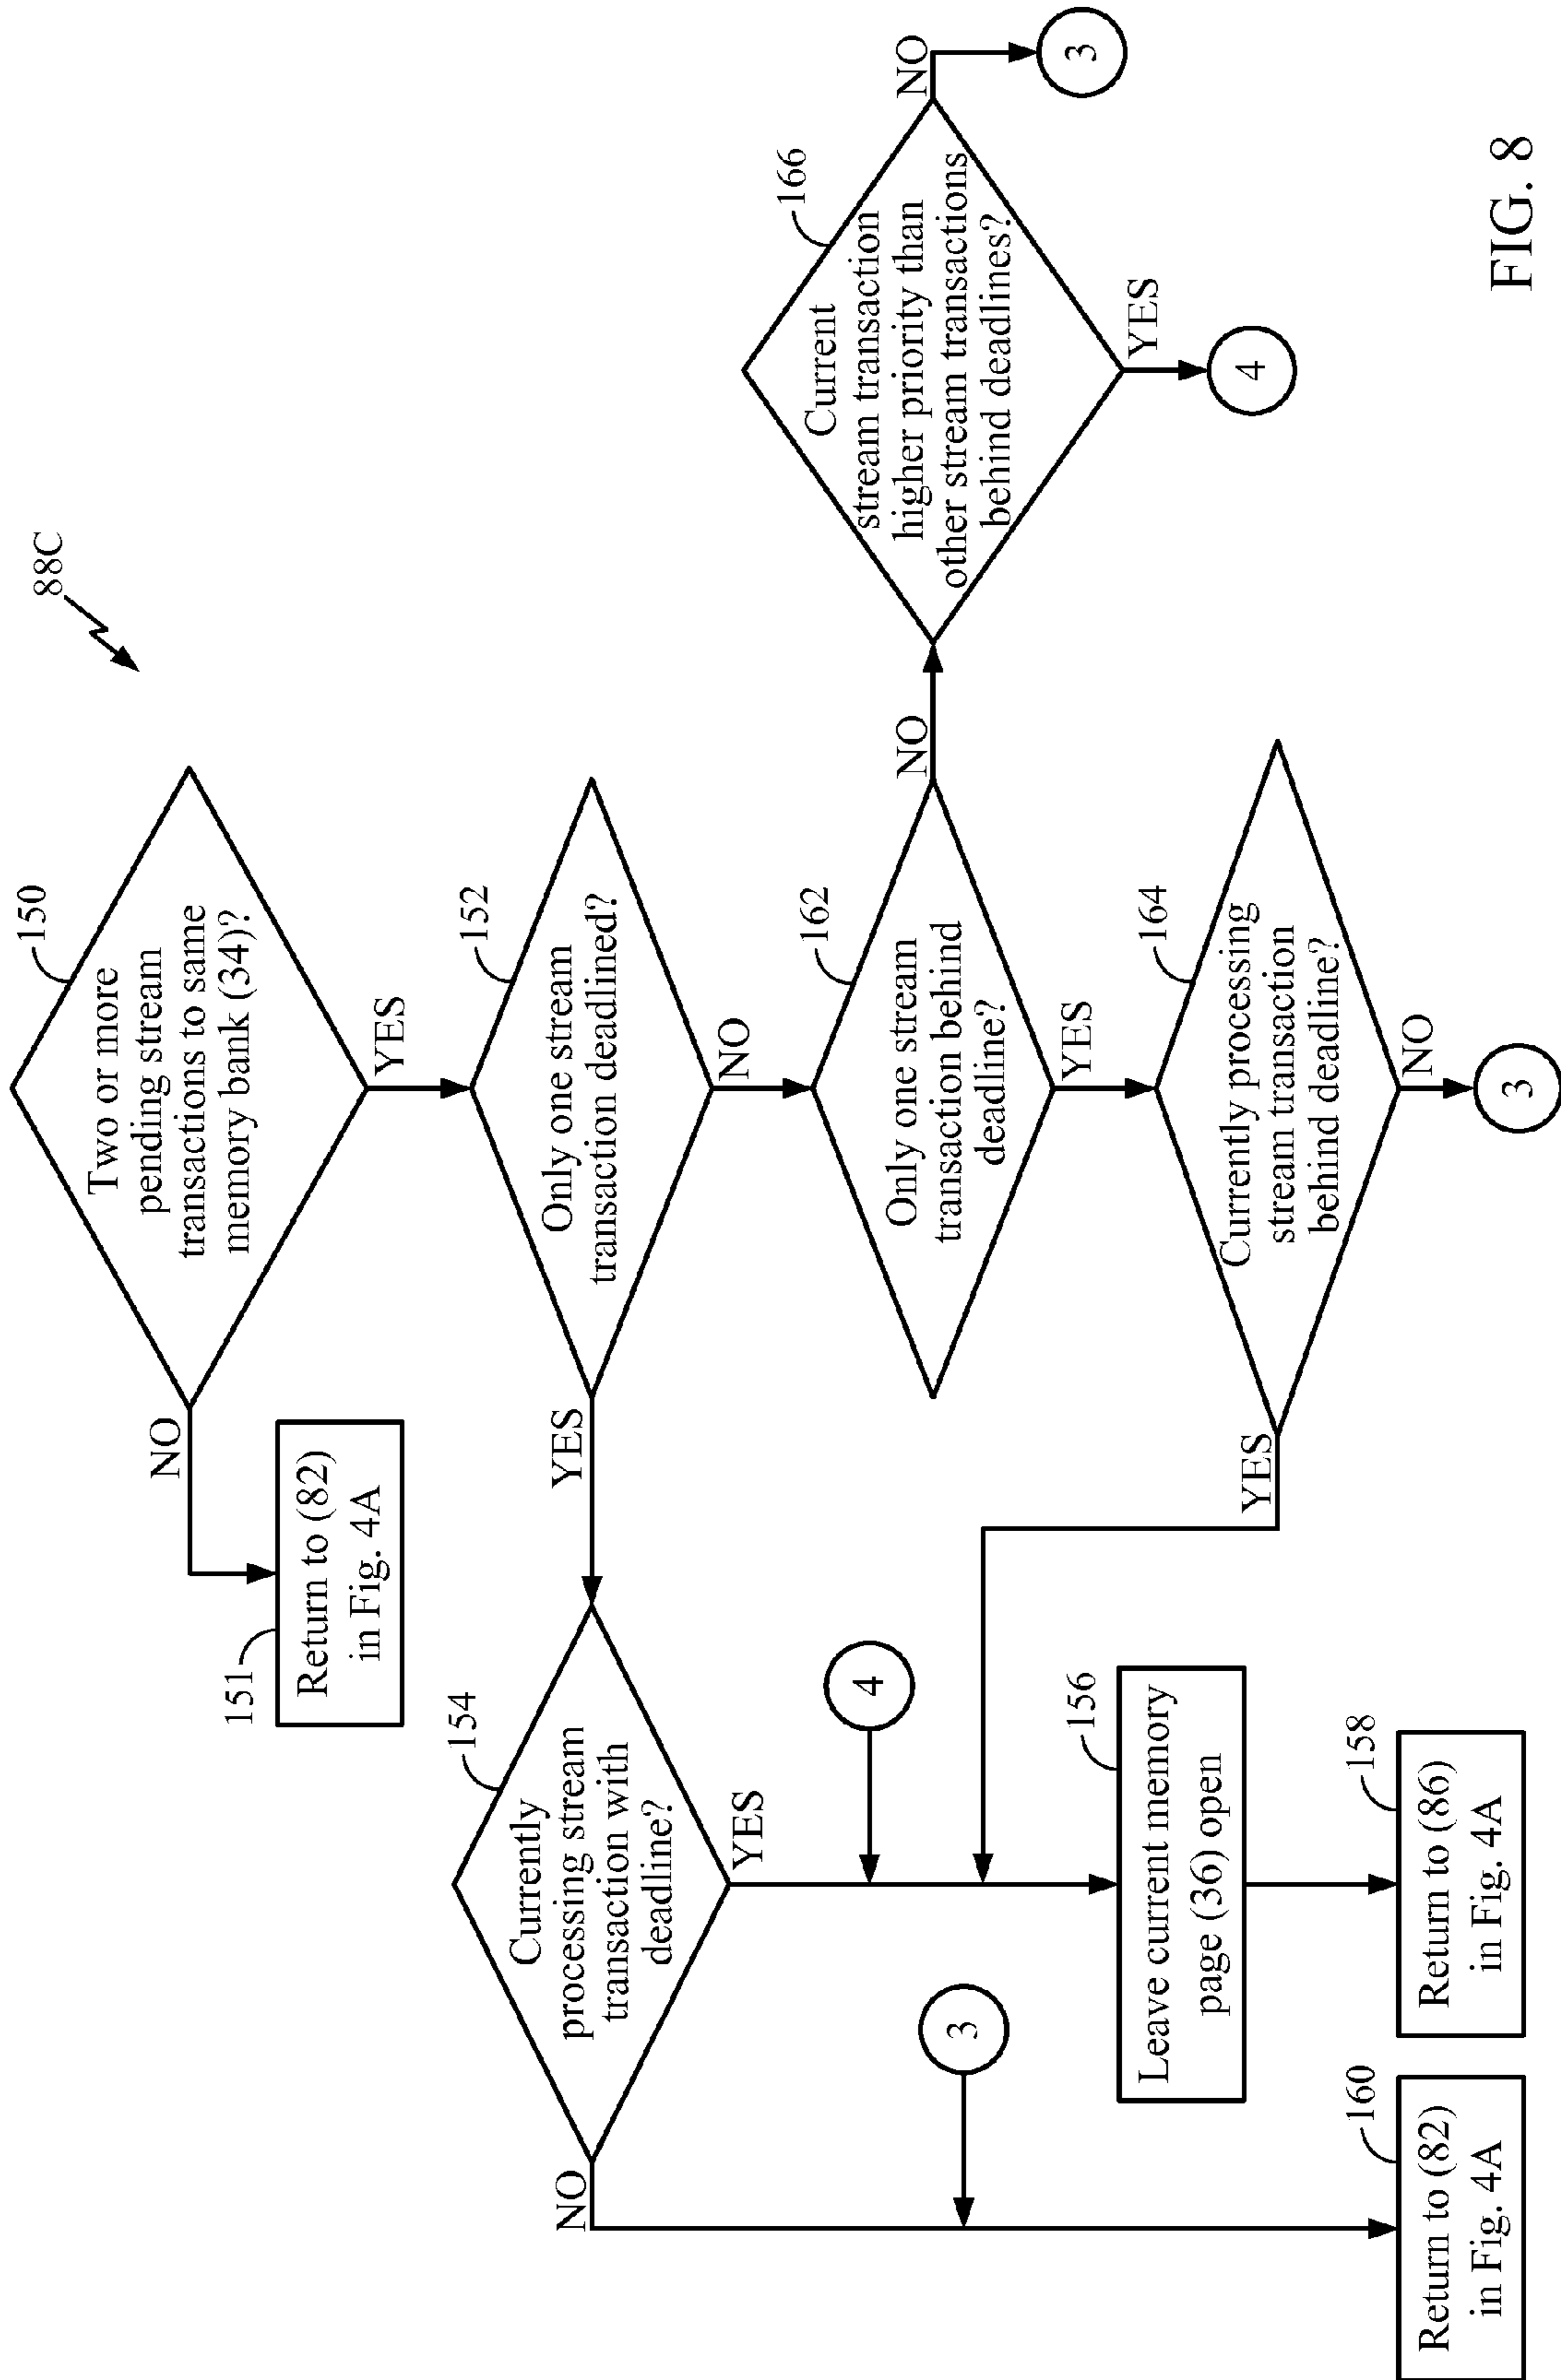 88C
150
Two or more
pending stream
transactions to same
memory bank (34)?
NO
YES
151
Return to (82)
in Fig. 4A
152
Only one stream
transaction deadlined?
YES
NO
154
Currently
processing stream
transaction with
deadline?
NO
YES
162
Only one stream
transaction behind
deadline?
NO
YES
166
Current
stream transaction
higher priority than
other stream transactions
behind deadlines?
NO
3
YES
4
164
Currently processing
stream transaction
behind deadline?
YES
NO
3
4
3
156
Leave current memory
page (36) open
158
Return to (86)
in Fig. 4A
160
Return to (82)
in Fig. 4A
FIG. 8